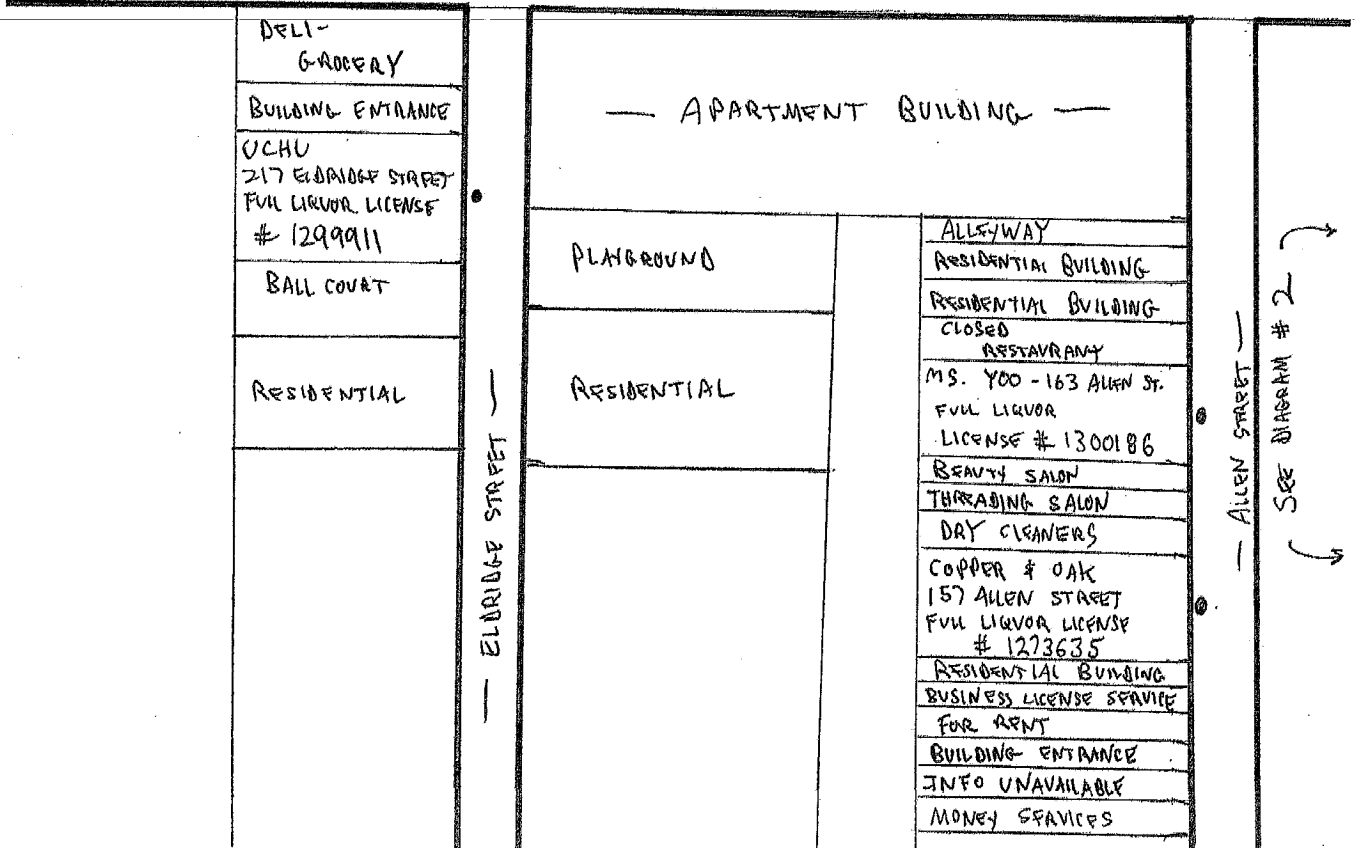 DELI-
GROCERY
BUILDING ENTRANCE
UCHU
217 ELDRIDGE STREET
FULL LIQUOR LICENSE
# 1299911
BALL COURT
RESIDENTIAL
— ELDRIDGE STREET —
— APARTMENT BUILDING —
PLAYGROUND
RESIDENTIAL
ALLEYWAY
RESIDENTIAL BUILDING
RESIDENTIAL BUILDING
CLOSED
RESTAURANT
MS. YOO - 163 ALLEN ST.
FULL LIQUOR
LICENSE # 1300186
BEAUTY SALON
THREADING SALON
DRY CLEANERS
COPPER & OAK
157 ALLEN STREET
FULL LIQUOR LICENSE
# 1273635
RESIDENTIAL BUILDING
BUSINESS LICENSE SERVICE
FOR RENT
BUILDING ENTRANCE
INFO UNAVAILABLE
MONEY SERVICES
— ALLEN STREET —
SEE DIAGRAM # 2